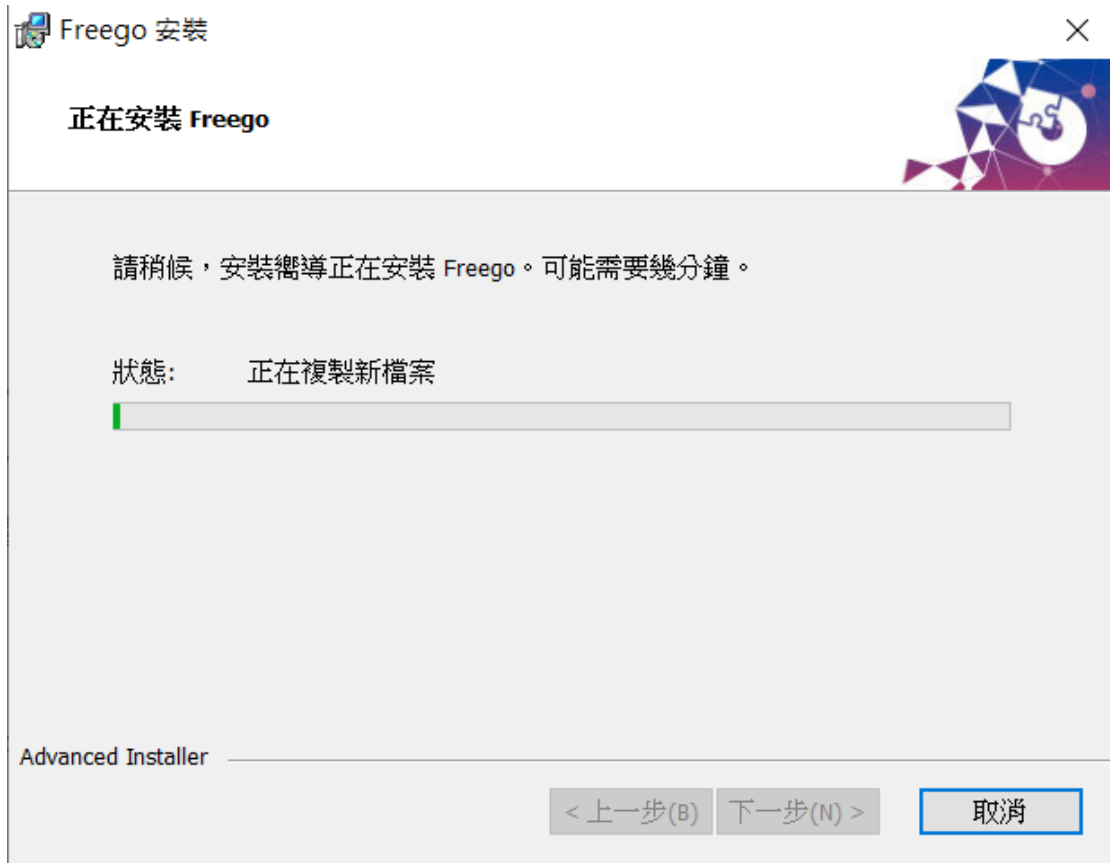 Freego 安裝
正在安裝 Freego
請稍候，安裝嚮導正在安裝 Freego。可能需要幾分鐘。
狀態: 正在複製新檔案
Advanced Installer
< 上一步(B) 下一步(N) > 取消